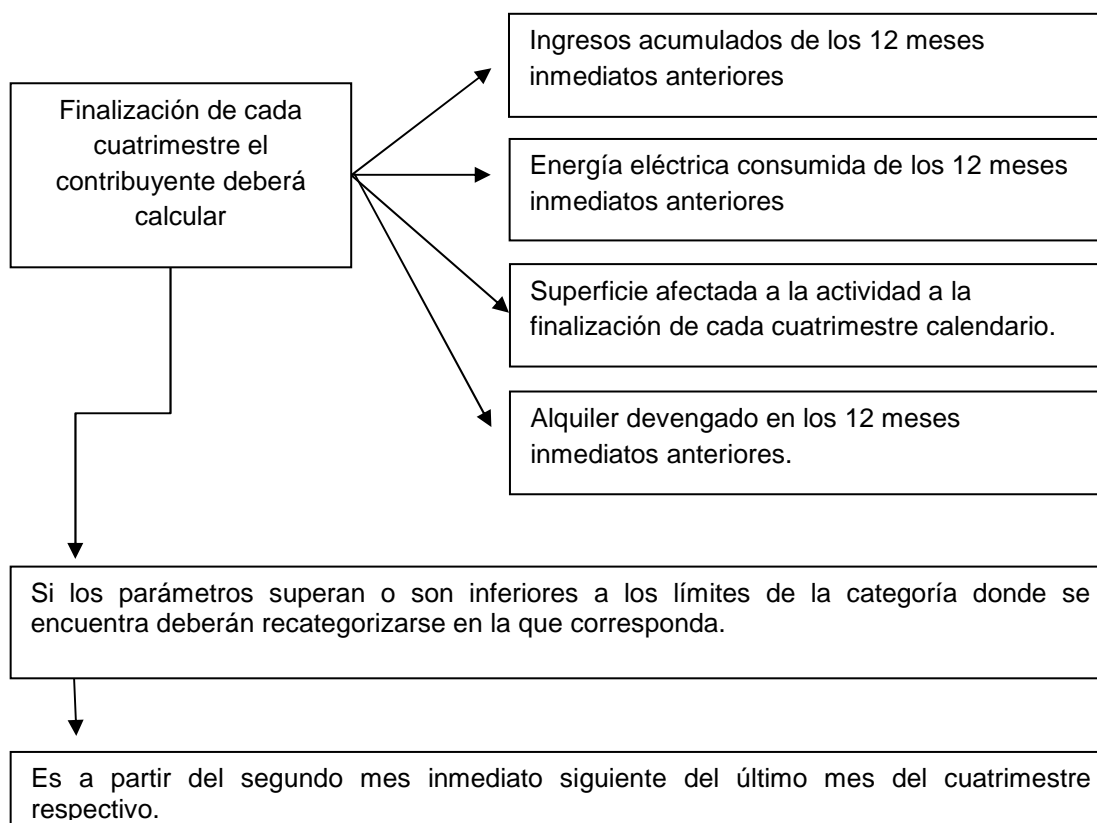 Finalización de cada
cuatrimestre el
contribuyente deberá
calcular
Ingresos acumulados de los 12 meses
inmediatos anteriores
Energía eléctrica consumida de los 12 meses
inmediatos anteriores
Superficie afectada a la actividad a la
finalización de cada cuatrimestre calendario.
Alquiler devengado en los 12 meses
inmediatos anteriores.
Si los parámetros superan o son inferiores a los límites de la categoría donde se
encuentra deberán recategorizarse en la que corresponda.
Es a partir del segundo mes inmediato siguiente del último mes del cuatrimestre
respectivo.